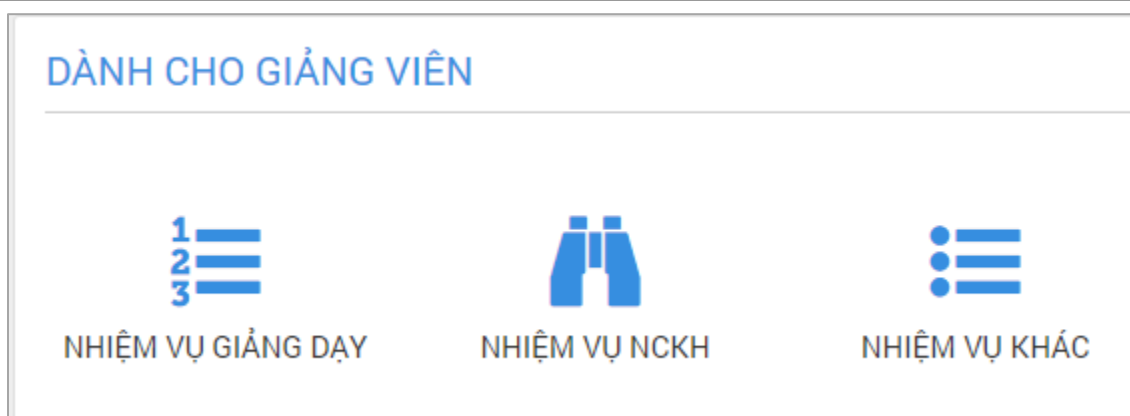 DÀNH CHO GIẢNG VIÊN
1
2
3
NHIỆM VỤ GIẢNG DẠY
NHIỆM VỤ NCKH
NHIỆM VỤ KHÁC